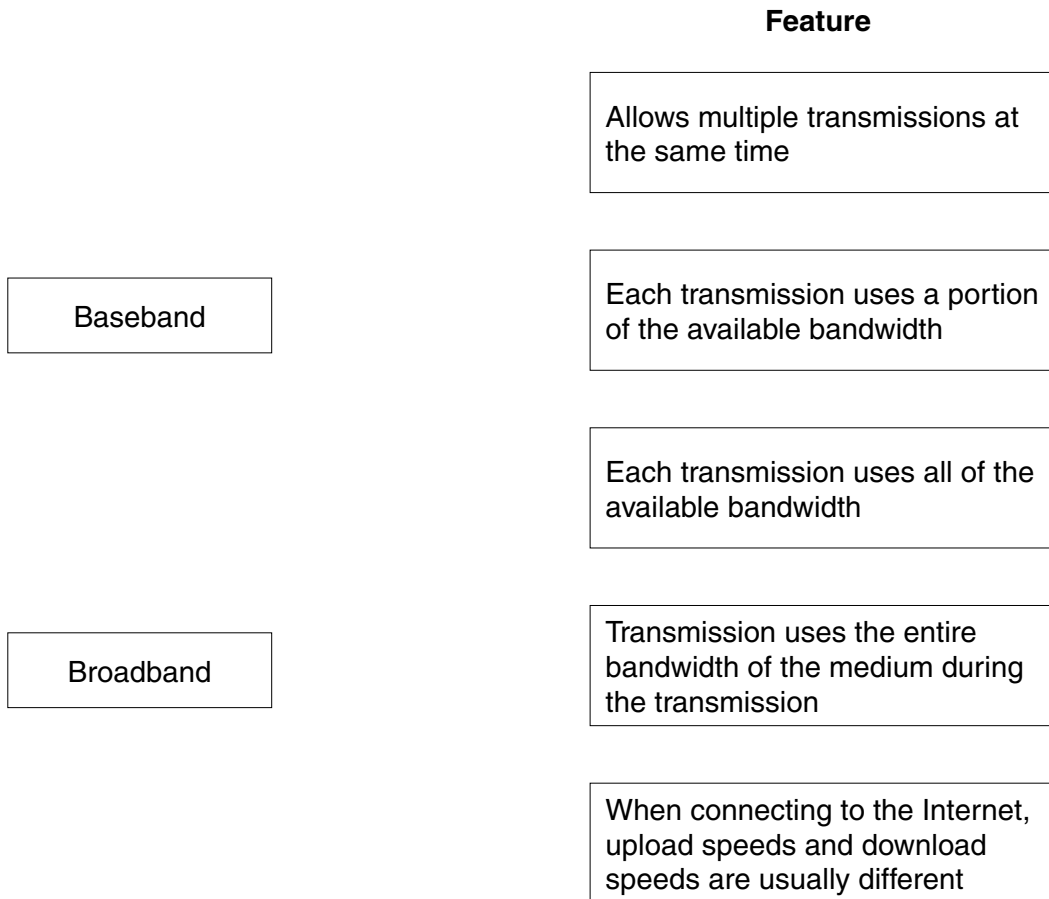 Feature
Allows multiple transmissions at
the same time
Baseband
Each transmission uses a portion
of the available bandwidth
Each transmission uses all of the
available bandwidth
Broadband
Transmission uses the entire
bandwidth of the medium during
the transmission
When connecting to the Internet,
upload speeds and download
speeds are usually different